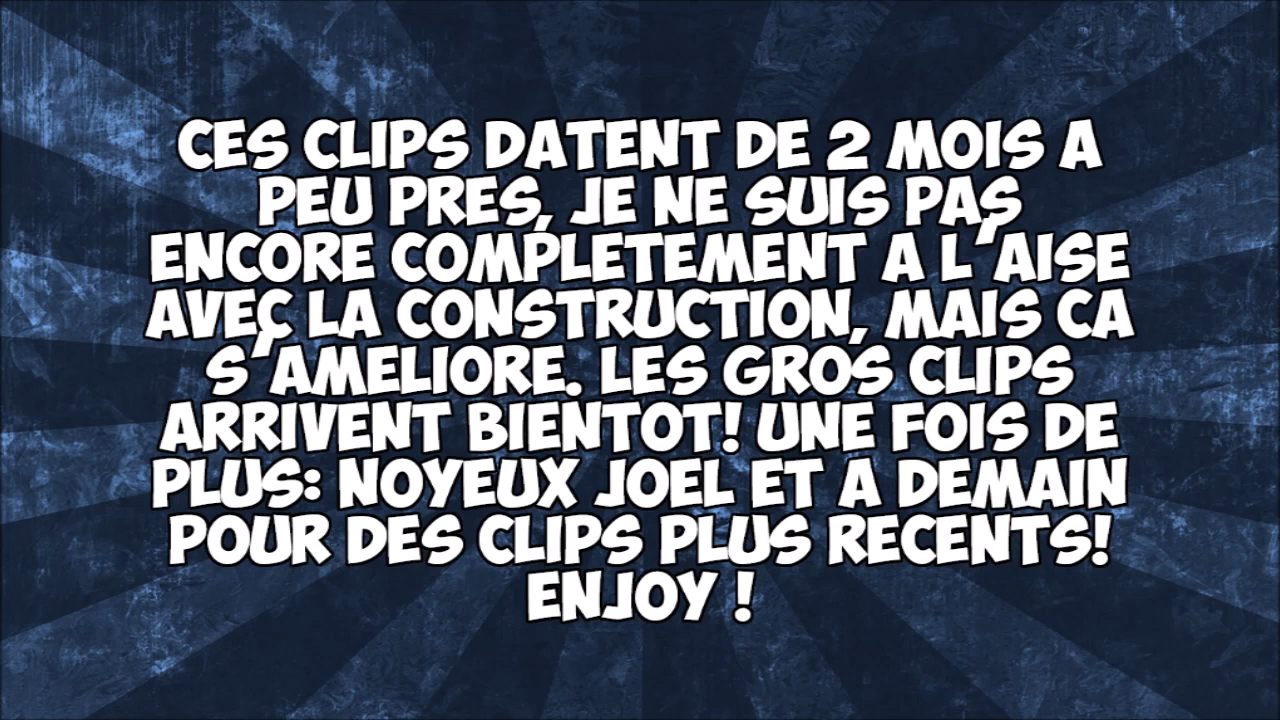 CES CLIPS DATENT DE 2 MOIS A
PEU PRES, JE NE SUIS PAS
ENCORE COMPLETEMENT A L'AISE
AVEC LA CONSTRUCTION, MAIS CA
S'AMELIORE. LES GROS CLIPS
ARRIVENT BIENTOT! UNE FOIS DE
PLUS: NOYEUX JOEL ET A DEMAIN
POUR DES CLIPS PLUS RECENTS!
ENJOY !